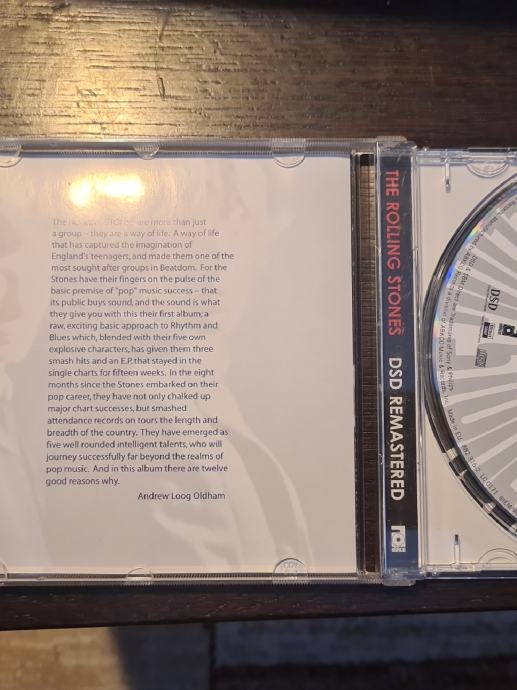 The ROLLING STONES are more than just
a group – they are a way of life. A way of life
that has captured the imagination of
England's teenagers, and made them one of the
most sought after groups in Beatdom. For the
Stones have their fingers on the pulse of the
basic premise of "pop" music success – that
its public buys sound, and the sound is what
they give you with this their first album; a
raw, exciting basic approach to Rhythm and
Blues which, blended with their five own
explosive characters, has given them three
smash hits and an E.P. that stayed in the
single charts for fifteen weeks. In the eight
months since the Stones embarked on their
pop career, they have not only chalked up
major chart successes, but smashed
attendance records on tours the length and
breadth of the country. They have emerged as
five well rounded intelligent talents, who will
journey successfully far beyond the realms of
pop music. And in this album there are twelve
good reasons why.
Andrew Loog Oldham
THE ROLLING STONES DSD REMASTERED
DSD
Made in E.U.